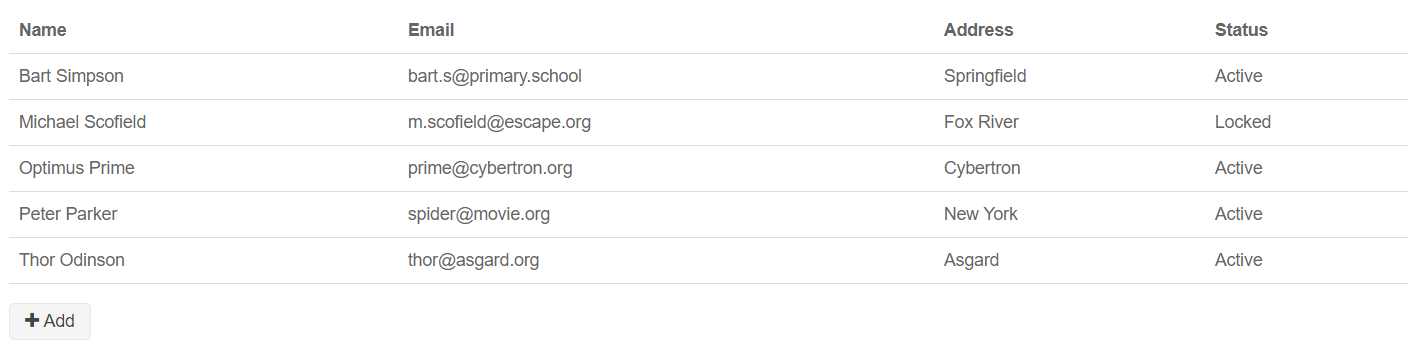 Name Email Address Status
Bart Simpson bart.s@primary.school Springfield Active
Michael Scofield m.scofield@escape.org Fox River Locked
Optimus Prime prime@cybertron.org Cybertron Active
Peter Parker spider@movie.org New York Active
Thor Odinson thor@asgard.org Asgard Active
Add